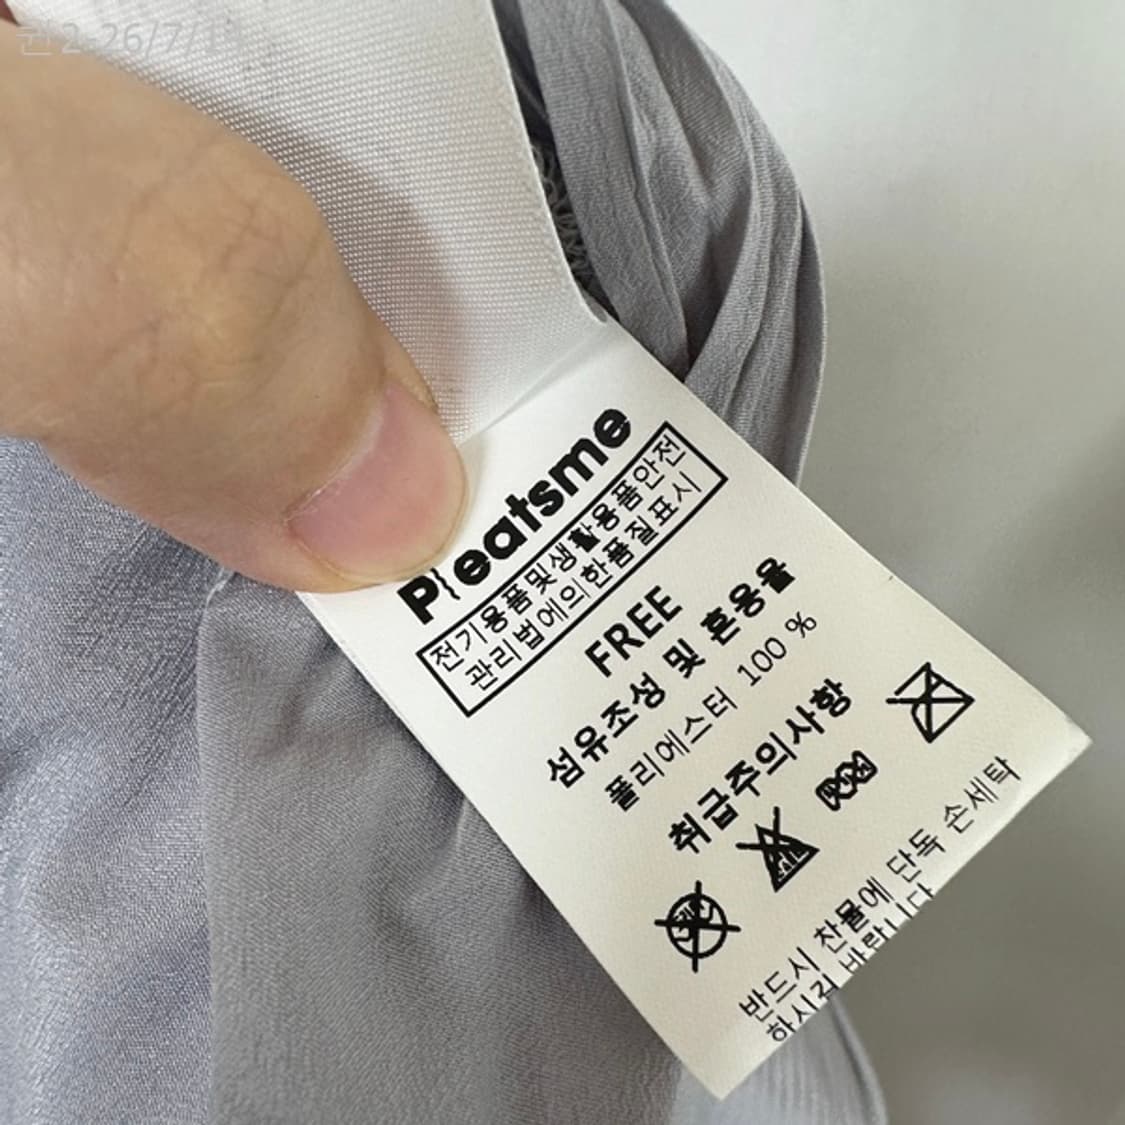 Pleatsme
전기용품및생활용품안전
관리법에의한품질표시
FREE
섬유조성 및 혼용율
폴리에스터 100 %
취급주의사항
반드시 찬물에 단독 손세탁
하시길 바랍니다